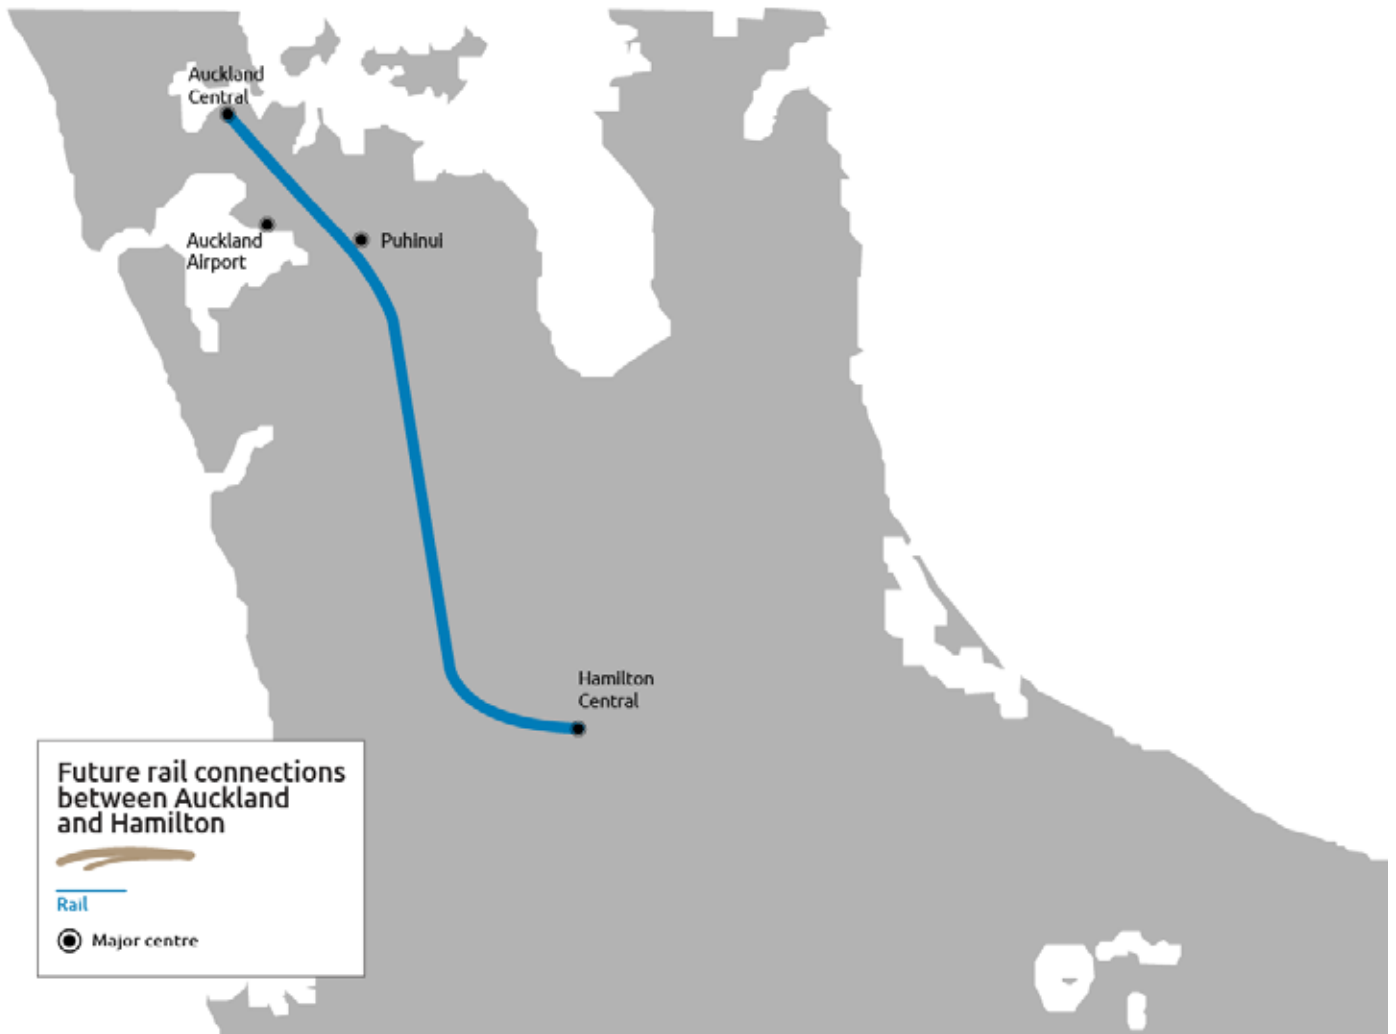 Auckland
Central
Auckland
Airport
Puhinui
Hamilton
Central
Future rail connections
between Auckland
and Hamilton
Rail
Major centre